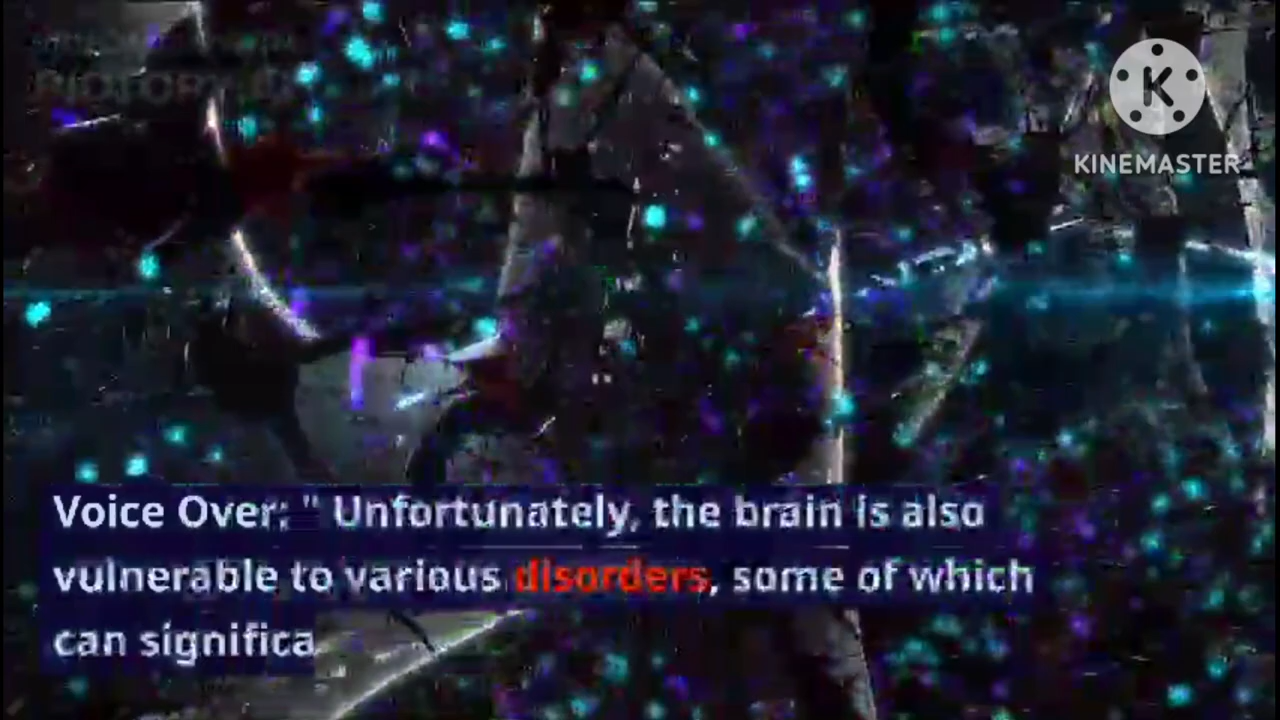 K
KINEMASTER
Voice Over: " Unfortunately, the brain is also
vulnerable to various disorders, some of which
can significa